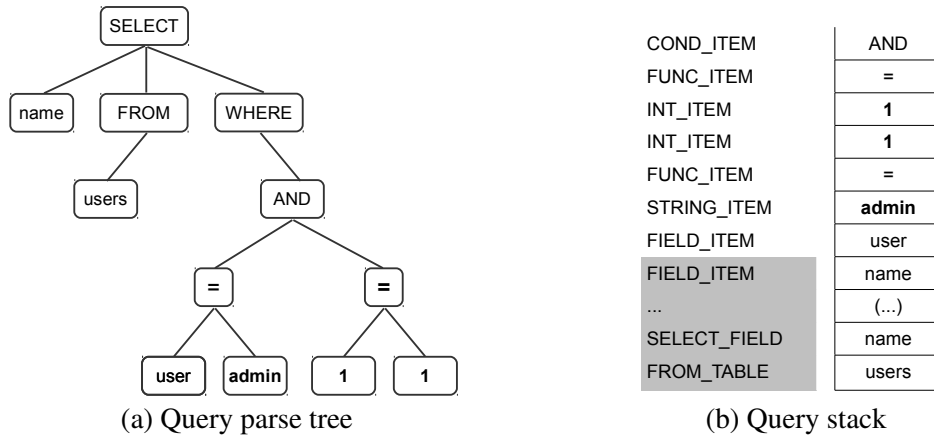 SELECT
name FROM WHERE
users AND
= =
user admin 1 1
(a) Query parse tree
COND_ITEM AND
FUNC_ITEM =
INT_ITEM 1
INT_ITEM 1
FUNC_ITEM =
STRING_ITEM admin
FIELD_ITEM user
FIELD_ITEM name
... (...)
SELECT_FIELD name
FROM_TABLE users
(b) Query stack